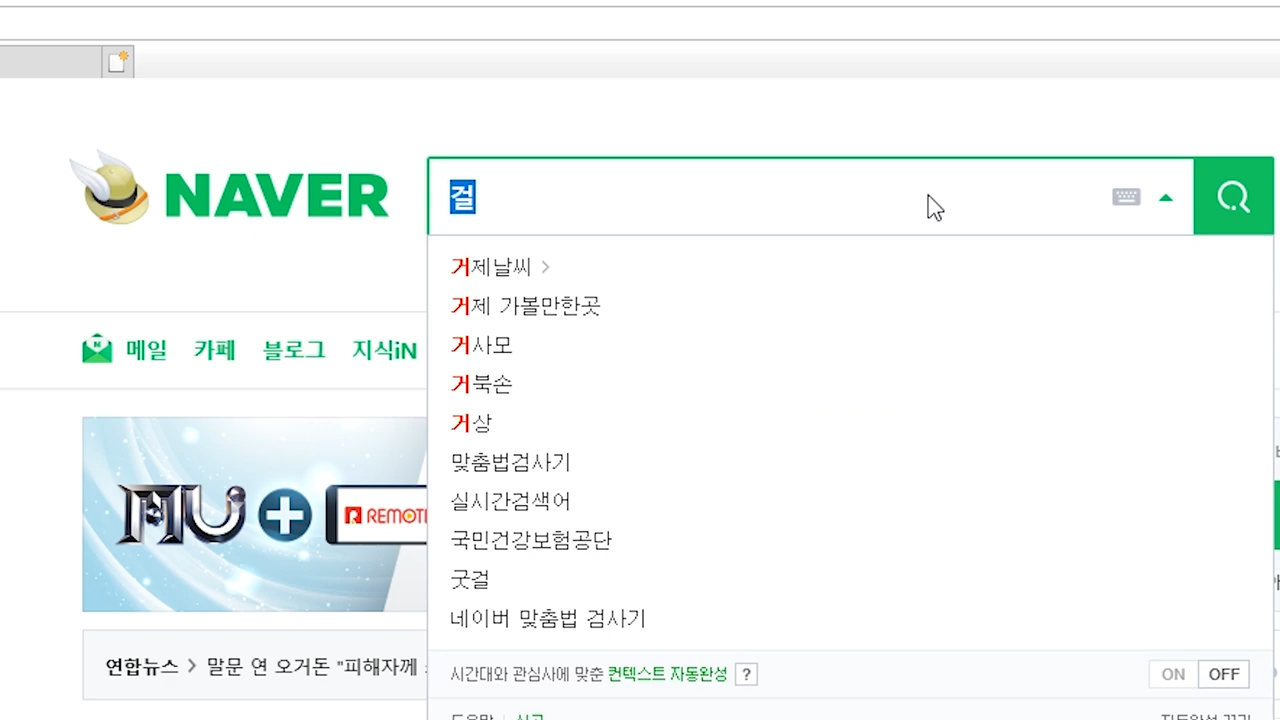 NAVER
걸
거제날씨
거제 가볼만한곳
거사모
거북손
거상
맞춤법검사기
실시간검색어
국민건강보험공단
굿걸
네이버 맞춤법 검사기
시간대와 관심사에 맞춘 컨텍스트 자동완성 ?
ON OFF
메일 카페 블로그 지식iN
MU + REMOTE
연합뉴스 > 말문 연 오거돈 "피해자께